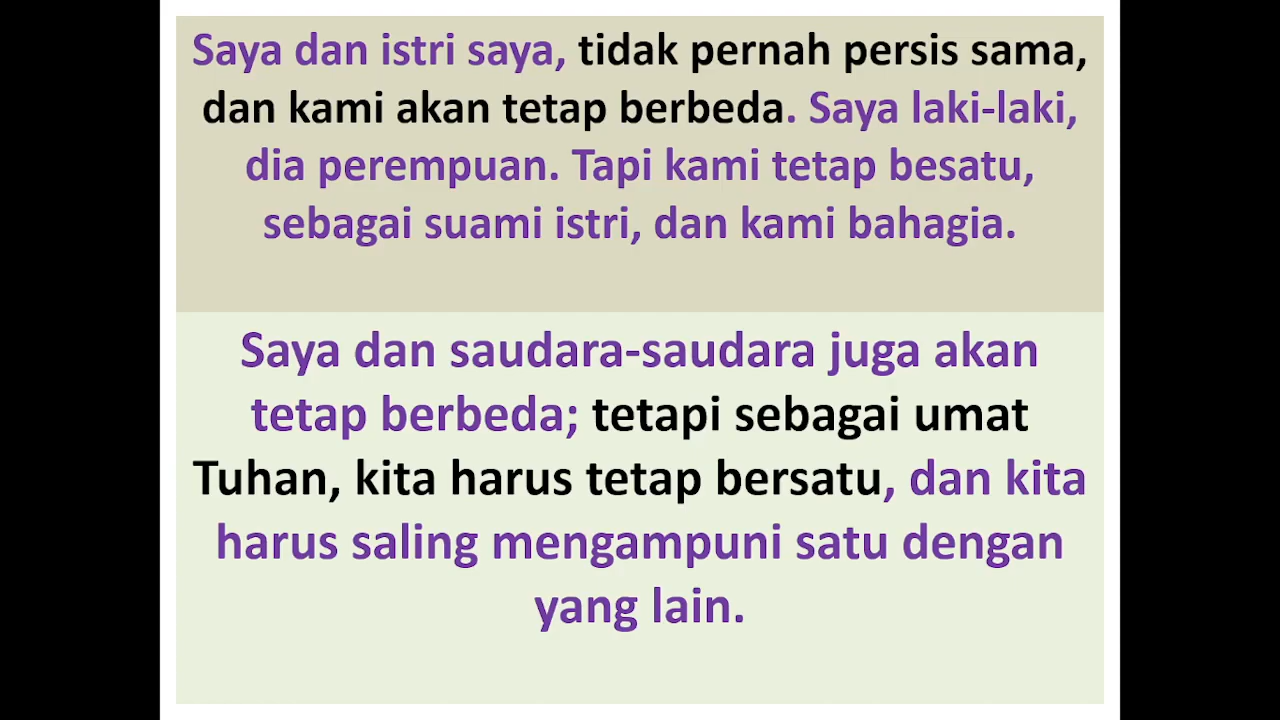 Saya dan istri saya, tidak pernah persis sama,
dan kami akan tetap berbeda. Saya laki-laki,
dia perempuan. Tapi kami tetap besatu,
sebagai suami istri, dan kami bahagia.
Saya dan saudara-saudara juga akan
tetap berbeda; tetapi sebagai umat
Tuhan, kita harus tetap bersatu, dan kita
harus saling mengampuni satu dengan
yang lain.